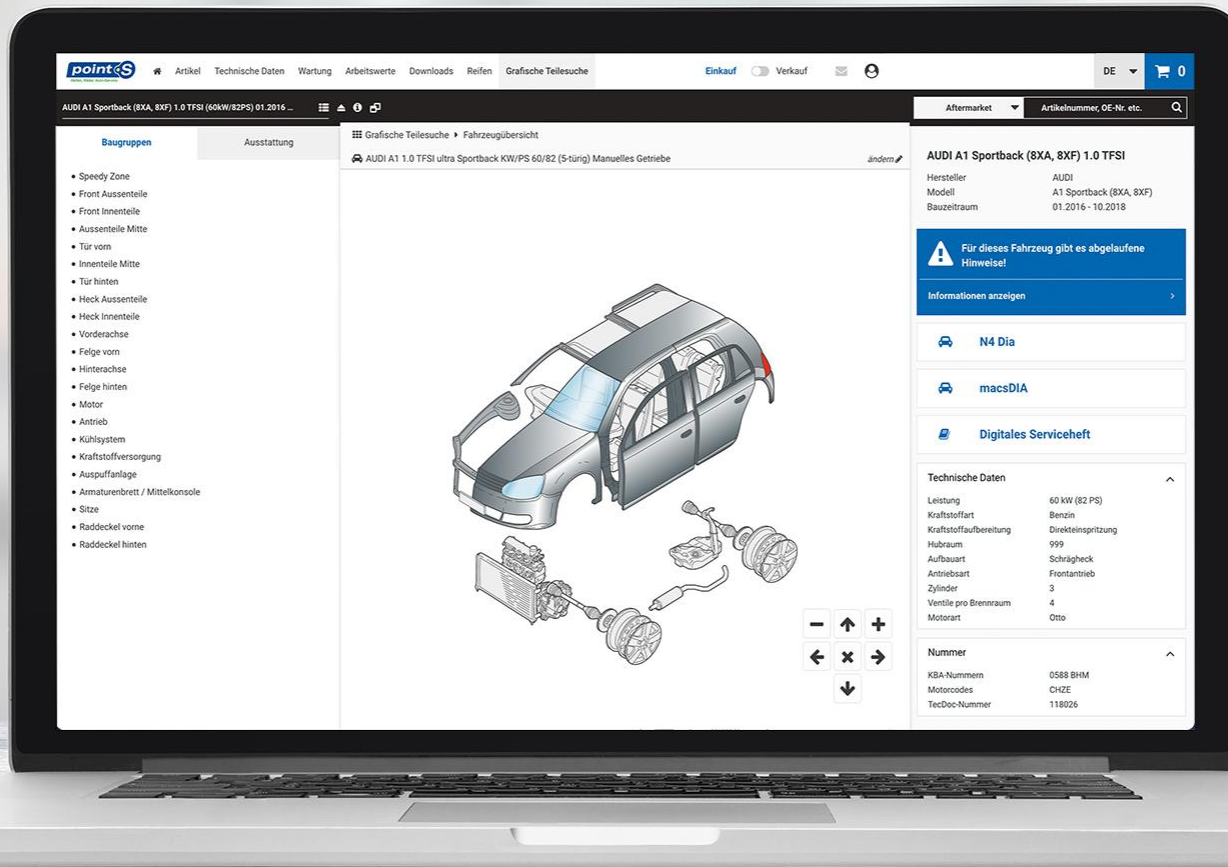 point S
Artikel Technische Daten Wartung Arbeitswerte Downloads Reifen Grafische Teilesuche Einkauf Verkauf DE 0
AUDI A1 Sportback (8XA, 8XF) 1.0 TFSI (60kW/82PS) 01.2016 ...
Aftermarket Artikelnummer, OE-Nr. etc.
Baugruppen Ausstattung
Speedy Zone
Front Aussenteile
Front Innenteile
Aussenteile Mitte
Tür vorn
Innenteile Mitte
Tür hinten
Heck Aussenteile
Heck Innenteile
Vorderachse
Felge vorn
Hinterachse
Felge hinten
Motor
Antrieb
Kühlsystem
Kraftstoffversorgung
Auspuffanlage
Armaturenbrett / Mittelkonsole
Sitze
Raddeckel vorne
Raddeckel hinten
Grafische Teilesuche Fahrzeugübersicht
AUDI A1 1.0 TFSI ultra Sportback KW/PS 60/82 (5-türig) Manuelles Getriebe ändern
AUDI A1 Sportback (8XA, 8XF) 1.0 TFSI
Hersteller AUDI
Modell A1 Sportback (8XA, 8XF)
Bauzeitraum 01.2016 - 10.2018
Für dieses Fahrzeug gibt es abgelaufene
Hinweise!
Informationen anzeigen
N4 Dia
macsDIA
Digitales Serviceheft
Technische Daten
Leistung 60 kW (82 PS)
Kraftstoffart Benzin
Kraftstoffaufbereitung Direkteinspritzung
Hubraum 999
Aufbauart Schrägheck
Antriebsart Frontantrieb
Zylinder 3
Ventile pro Brennraum 4
Motorart Otto
Nummer
KBA-Nummern 0588 BHM
Motorcodes CHZE
TecDoc-Nummer 118026